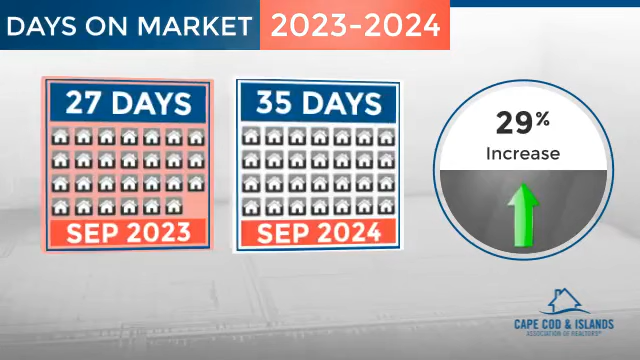 DAYS ON MARKET 2023-2024
27 DAYS
SEP 2023
35 DAYS
SEP 2024
29%
Increase
CAPE COD & ISLANDS
ASSOCIATION OF REALTORS®